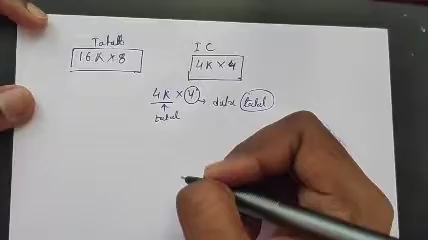 Total
16K × 8
IC
4K × 4
4K × 4 → data total
total